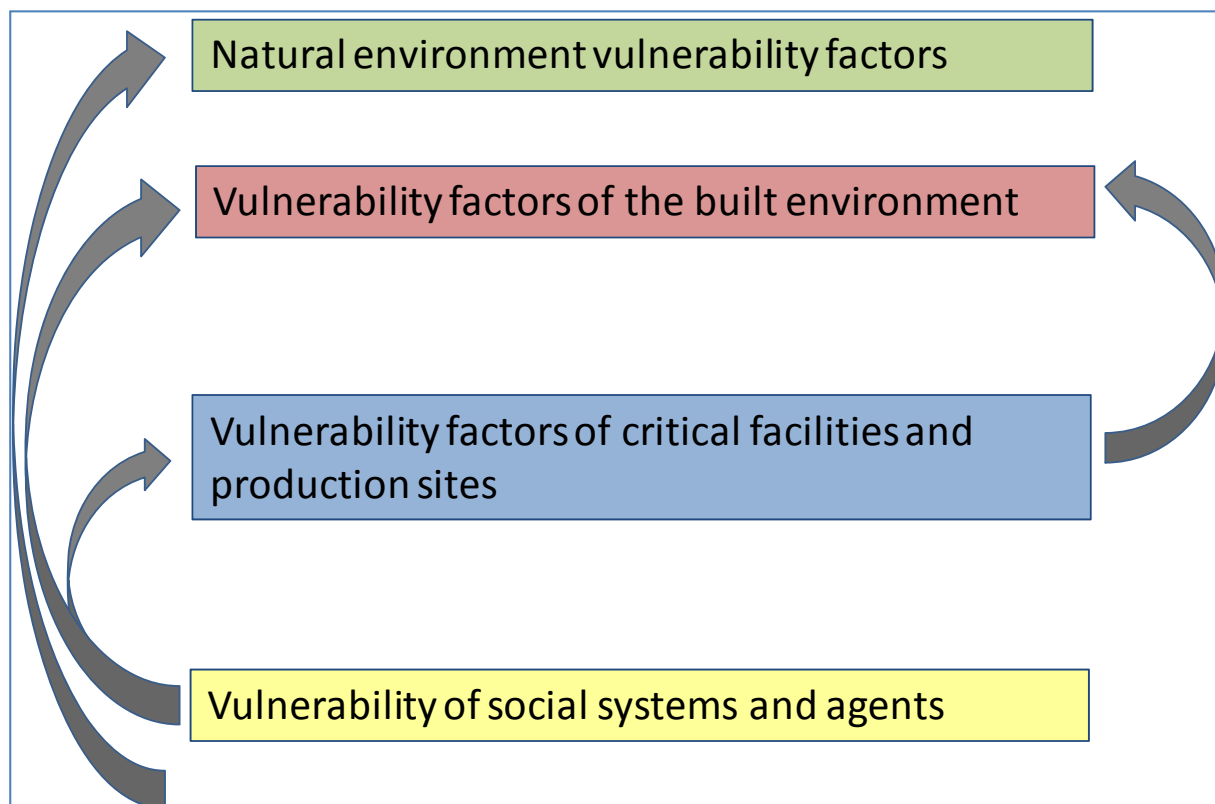 Natural environment vulnerability factors
Vulnerability factors of the built environment
Vulnerability factors of critical facilities and
production sites
Vulnerability of social systems and agents